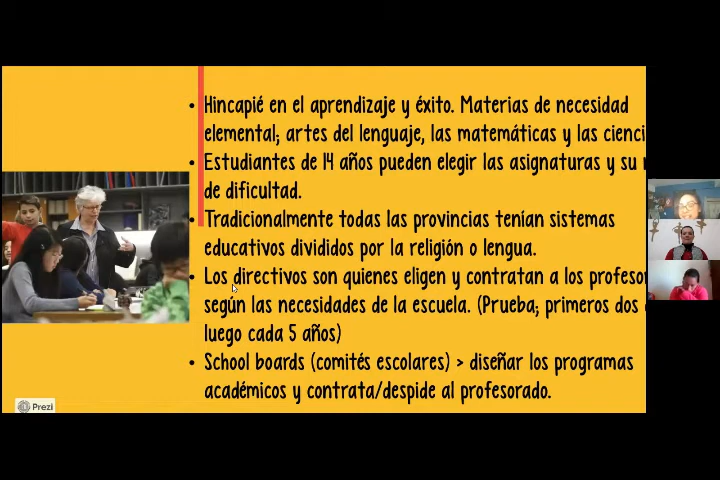 • Hincapié en el aprendizaje y éxito. Materias de necesidad
elemental; artes del lenguaje, las matemáticas y las cienci
• Estudiantes de 14 años pueden elegir las asignaturas y su
de dificultad.
• Tradicionalmente todas las provincias tenían sistemas
educativos divididos por la religión o lengua.
• Los directivos son quienes eligen y contratan a los profeso
según las necesidades de la escuela. (Prueba; primeros dos
luego cada 5 años)
• School boards (comités escolares) > diseñar los programas
académicos y contrata/despide al profesorado.
Prezi